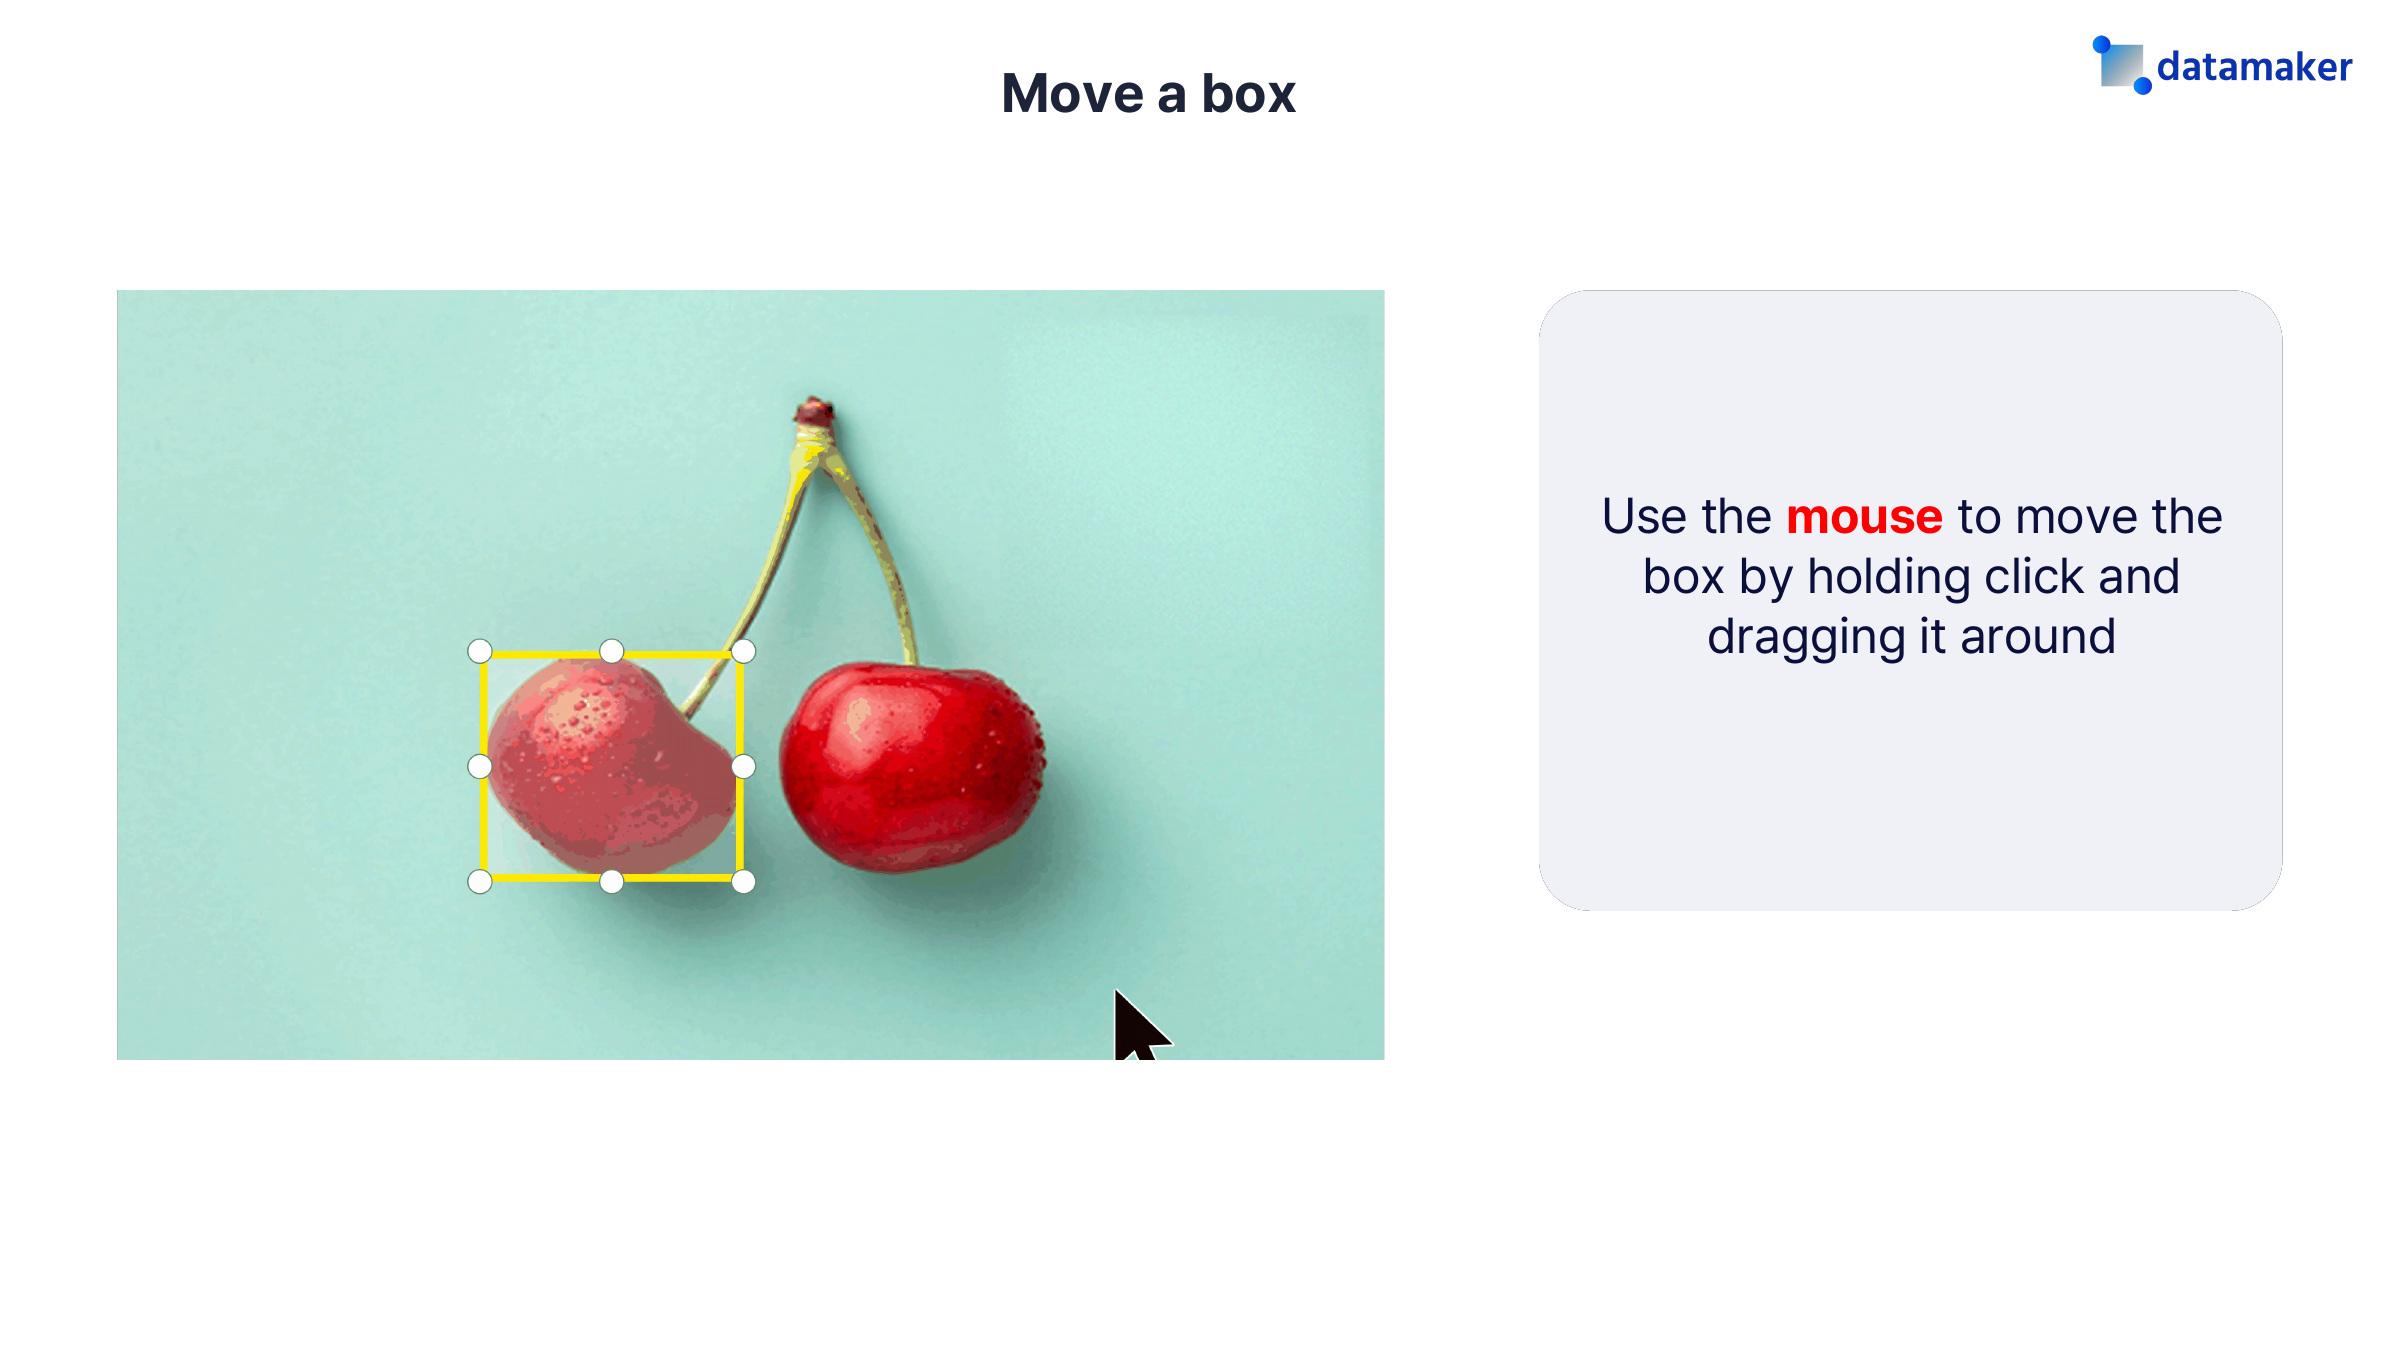 datamaker
Move a box
Use the mouse to move the
box by holding click and
dragging it around